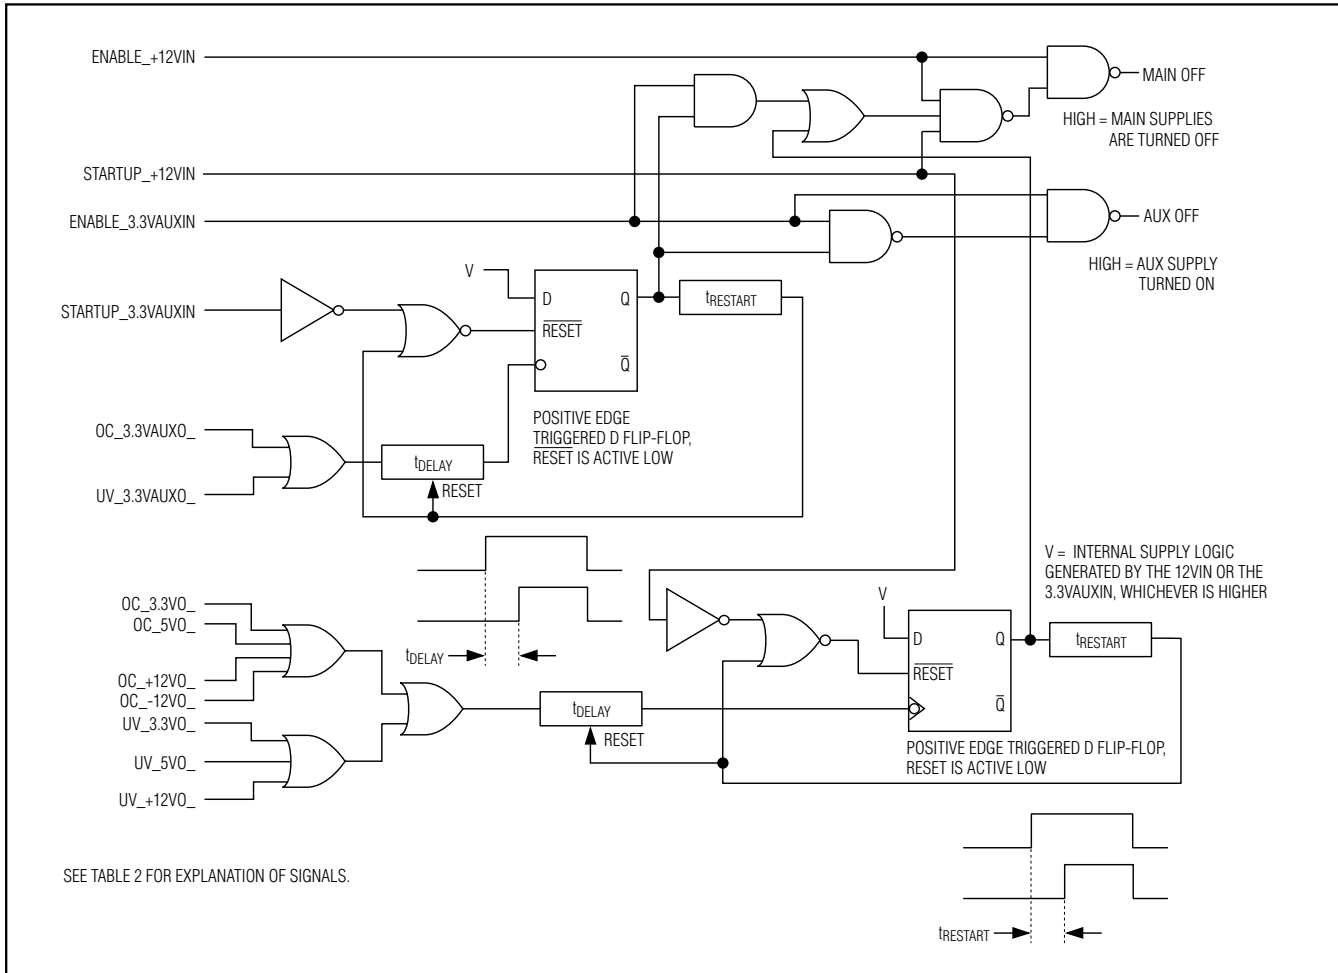 ENABLE_+12VIN
MAIN OFF
HIGH = MAIN SUPPLIES
ARE TURNED OFF
STARTUP_+12VIN
ENABLE_3.3VAUXIN
AUX OFF
HIGH = AUX SUPPLY
TURNED ON
V
D
Q
tRESTART
STARTUP_3.3VAUXIN
RESET
Q
POSITIVE EDGE
TRIGGERED D FLIP-FLOP,
RESET IS ACTIVE LOW
OC_3.3VAUXO_
tDELAY
RESET
UV_3.3VAUXO_
V = INTERNAL SUPPLY LOGIC
GENERATED BY THE 12VIN OR THE
3.3VAUXIN, WHICHEVER IS HIGHER
OC_3.3VO_
OC_5VO_
OC_+12VO_
OC_-12VO_
UV_3.3VO_
UV_5VO_
UV_+12VO_
tDELAY
V
D
Q
tRESTART
RESET
Q
tDELAY
RESET
POSITIVE EDGE TRIGGERED D FLIP-FLOP,
RESET IS ACTIVE LOW
SEE TABLE 2 FOR EXPLANATION OF SIGNALS.
tRESTART